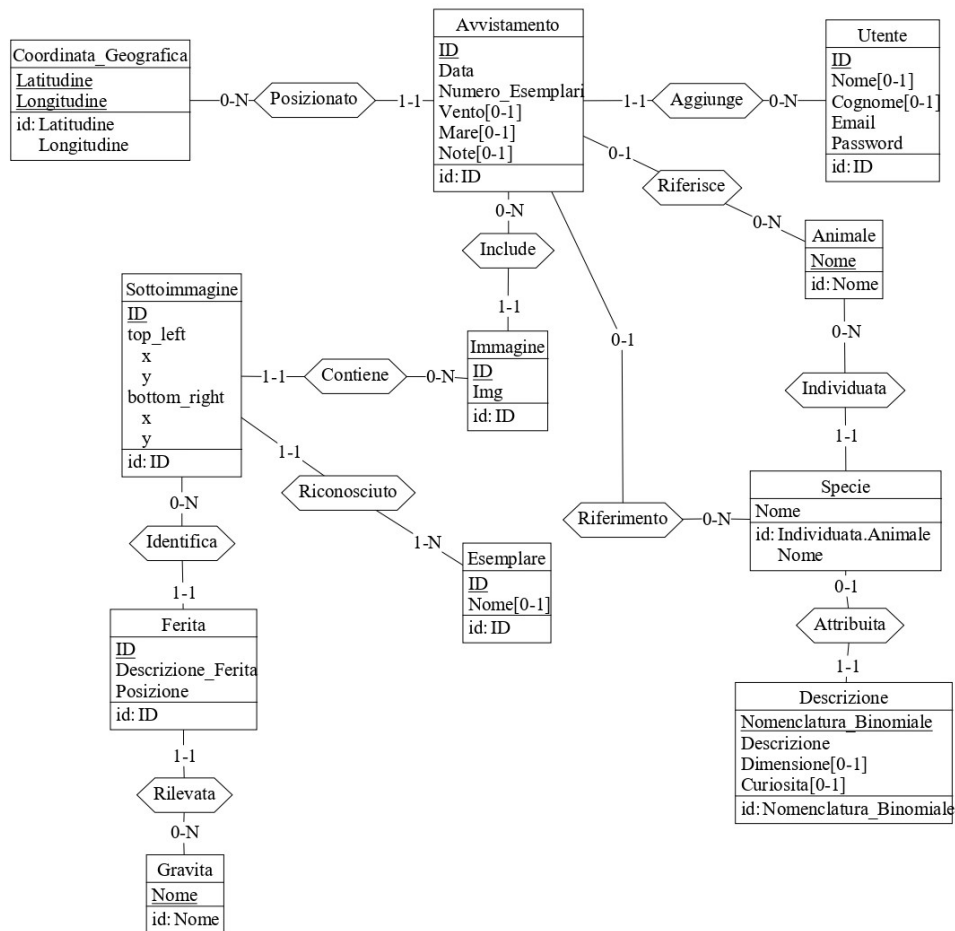 Avvistamento
ID
Data
Numero_Esemplari
Vento[0-1]
Mare[0-1]
Note[0-1]
id: ID
Coordinata_Geografica
Latitudine
Longitudine
id: Latitudine
Longitudine
0-N
Posizionato
1-1
1-1
Aggiunge
0-N
Utente
ID
Nome[0-1]
Cognome[0-1]
Email
Password
id: ID
0-1
Riferisce
0-N
Animale
Nome
id: Nome
0-N
Include
1-1
Immagine
ID
Img
id: ID
Sottoimmagine
ID
top_left
x
y
bottom_right
x
y
id: ID
1-1
Contiene
0-N
0-1
Riferimento
0-N
0-N
Individuata
1-1
Specie
Nome
id: Individuata.Animale
Nome
1-1
Riconosciuto
1-N
Esemplare
ID
Nome[0-1]
id: ID
0-N
Identifica
1-1
Ferita
ID
Descrizione_Ferita
Posizione
id: ID
0-1
Attribuita
1-1
Descrizione
Nomenclatura_Binomiale
Descrizione
Dimensione[0-1]
Curiosita[0-1]
id: Nomenclatura_Binomiale
1-1
Rilevata
0-N
Gravita
Nome
id: Nome